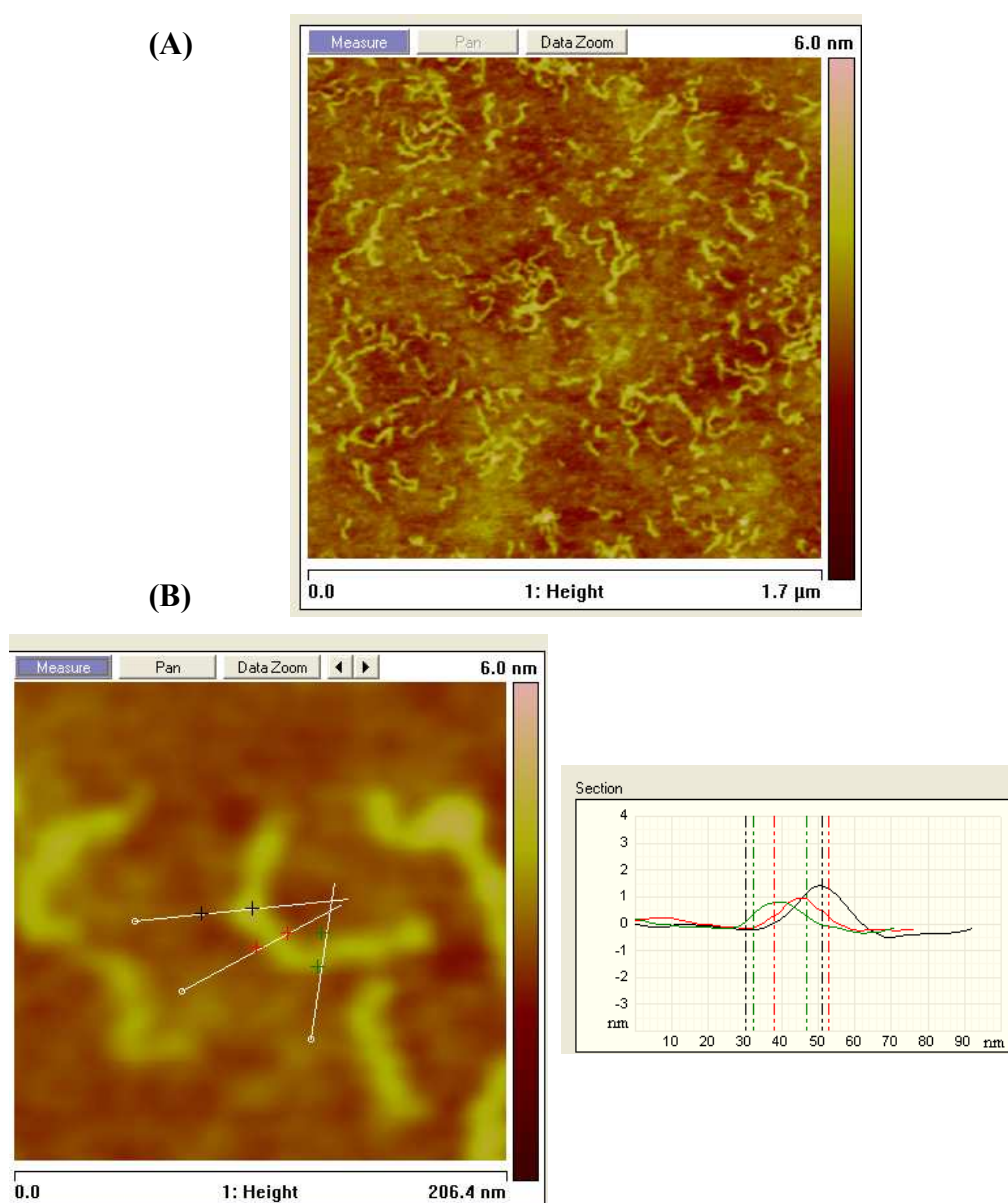 (A)
Measure Pan Data Zoom 6.0 nm
0.0 1: Height 1.7 µm
(B)
Measure Pan Data Zoom 6.0 nm
0.0 1: Height 206.4 nm
Section
4
3
2
1
0
-1
-2
-3
nm
10 20 30 40 50 60 70 80 90 nm